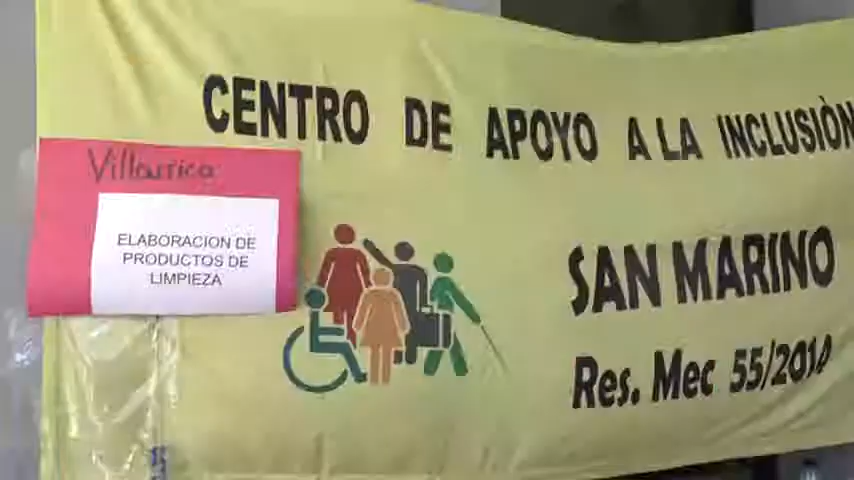 CENTRO DE APOYO A LA INCLUSIÒN
Villarrica
ELABORACION DE
PRODUCTOS DE
LIMPIEZA
SAN MARINO
Res. Mec 55/2014